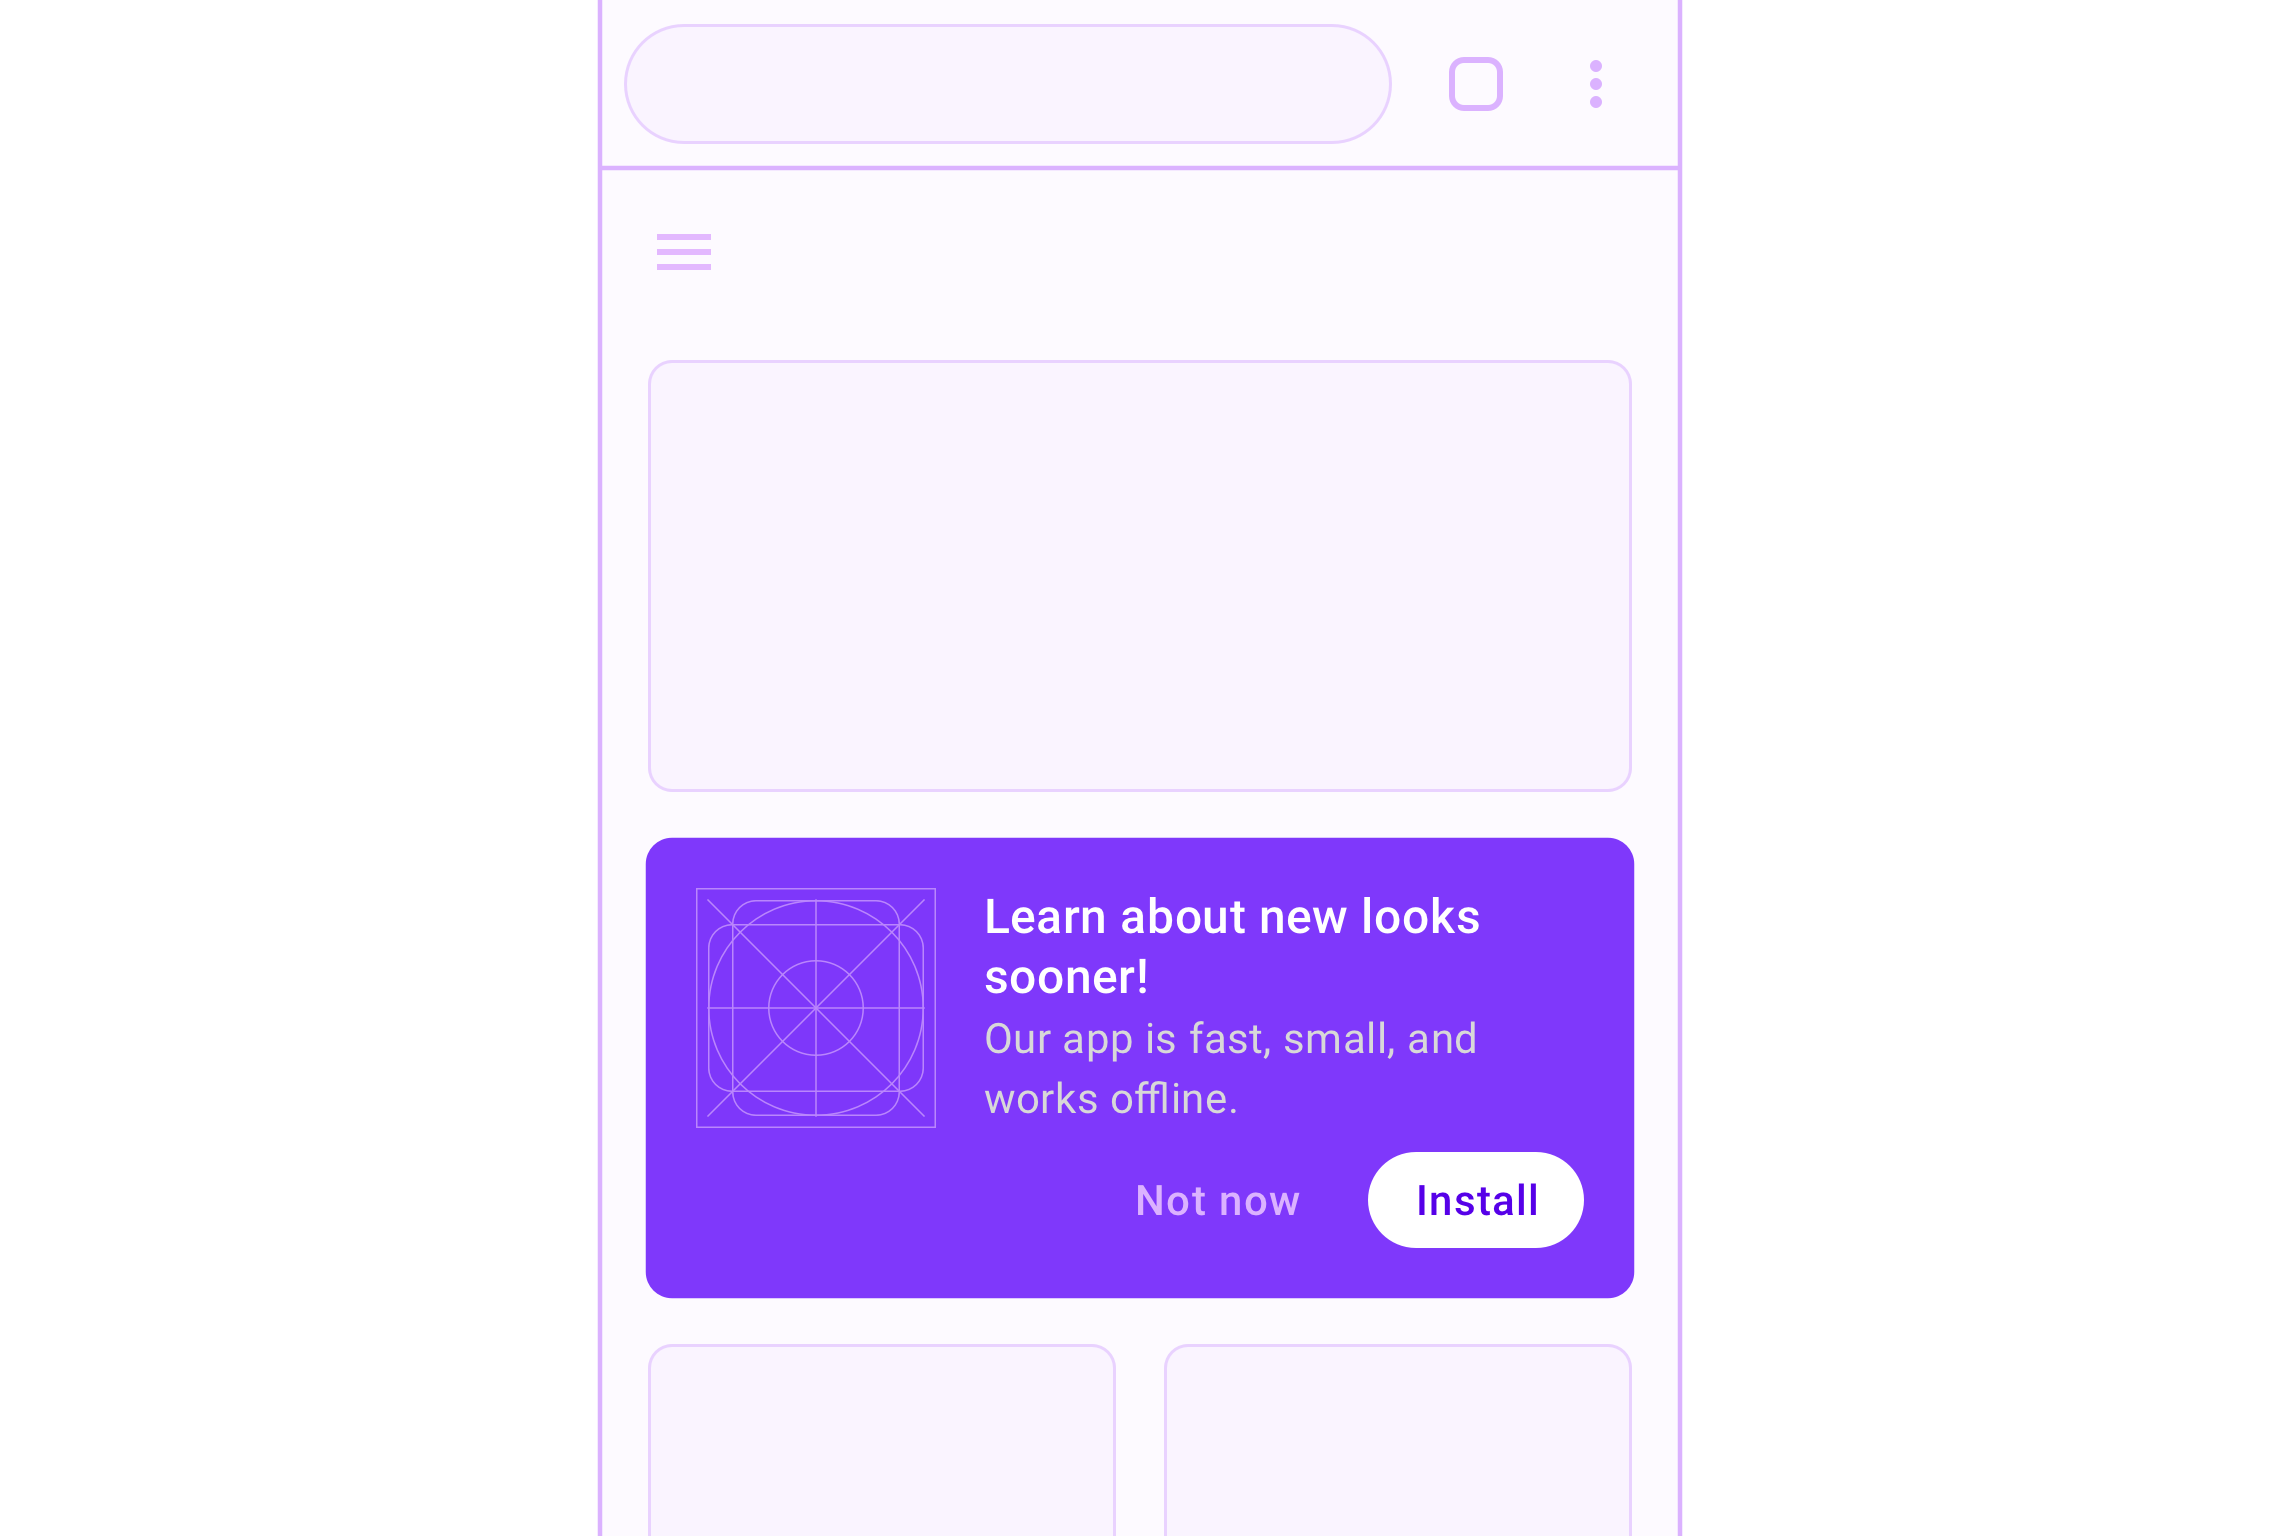 Learn about new looks
sooner!
Our app is fast, small, and
works offline.
Not now
Install